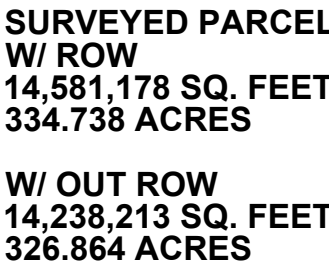 SURVEYED PARCEL
W/ ROW
14,581,178 SQ. FEET
334.738 ACRES
W/ OUT ROW
14,238,213 SQ. FEET
326.864 ACRES